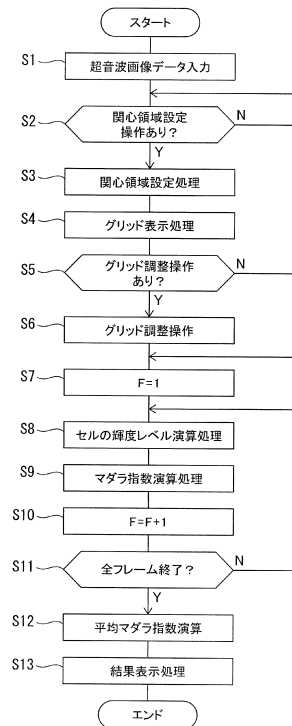 スタート
S1
超音波画像データ入力
S2
関心領域設定
操作あり?
N
Y
S3
関心領域設定処理
S4
グリッド表示処理
S5
グリッド調整操作
あり?
N
Y
S6
グリッド調整操作
S7
F=1
S8
セルの輝度レベル演算処理
S9
マダラ指数演算処理
S10
F=F+1
S11
全フレーム終了?
N
Y
S12
平均マダラ指数演算
S13
結果表示処理
エンド